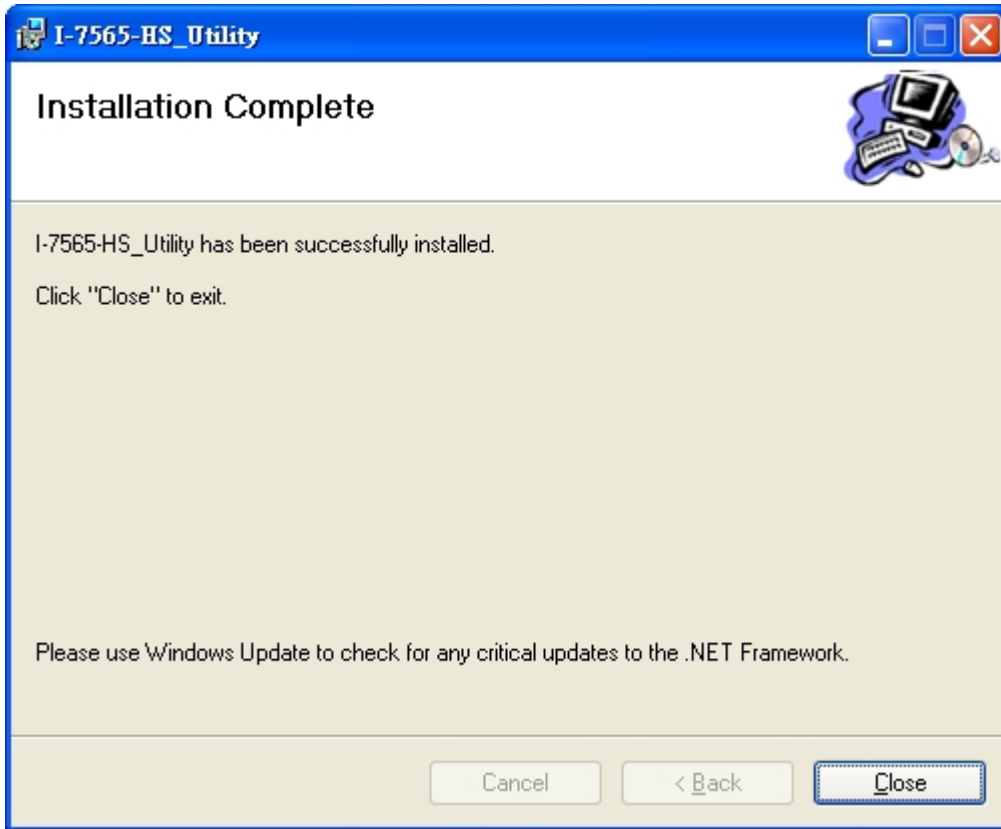 I-7565-HS_Utility
Installation Complete
I-7565-HS_Utility has been successfully installed.
Click "Close" to exit.
Please use Windows Update to check for any critical updates to the .NET Framework.
Cancel < Back Close